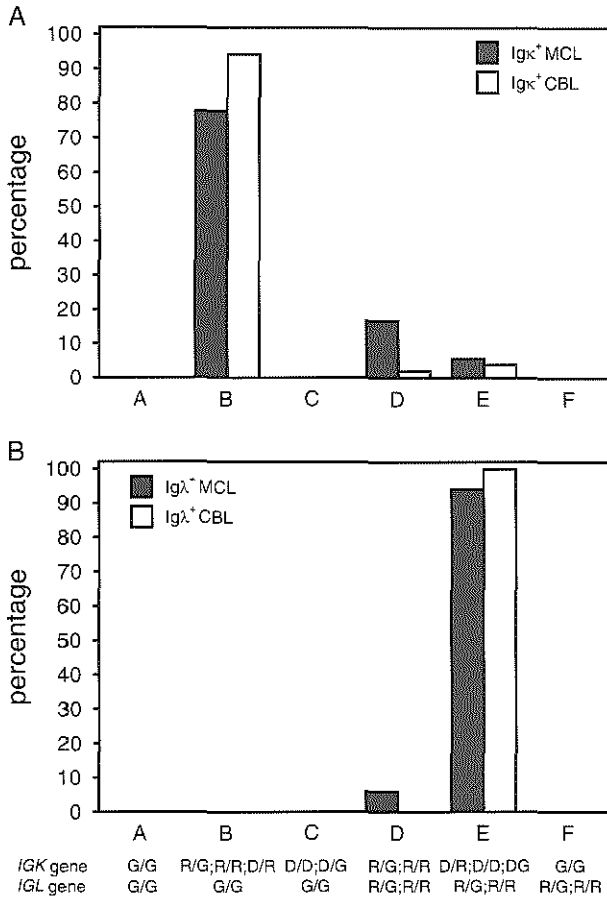 A
percentage
100
90
80
70
60
50
40
30
20
10
0
Igκ⁺ MCL
Igκ⁺ CBL
A B C D E F
B
percentage
100
90
80
70
60
50
40
30
20
10
0
Igλ⁺ MCL
Igλ⁺ CBL
A B C D E F
IGK gene G/G R/G;R/R;D/R D/D;D/G R/G;R/R D/R;D/D;DG G/G
IGL gene G/G G/G G/G R/G;R/R R/G;R/R R/G;R/R